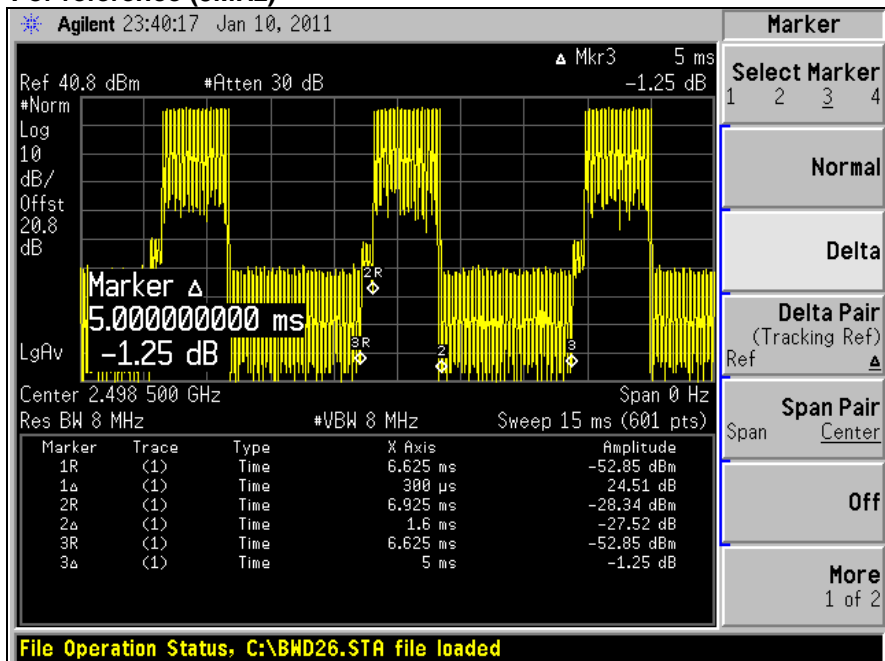 Agilent 23:40:17 Jan 10, 2011
Marker
Δ Mkr3 5 ms
Ref 40.8 dBm #Atten 30 dB -1.25 dB
#Norm
Log
10
dB/
Offst
20.8
dB
LgAv
2R
3R
2
3
Marker Δ
5.000000000 ms
-1.25 dB
Center 2.498 500 GHz Span 0 Hz
Res BW 8 MHz #VBW 8 MHz Sweep 15 ms (601 pts)
Marker Trace Type X Axis Amplitude
1R (1) Time 6.625 ms -52.85 dBm
1Δ (1) Time 300 µs 24.51 dB
2R (1) Time 6.925 ms -28.34 dBm
2Δ (1) Time 1.6 ms -27.52 dB
3R (1) Time 6.625 ms -52.85 dBm
3Δ (1) Time 5 ms -1.25 dB
Select Marker
1 2 3 4
Normal
Delta
Delta Pair
(Tracking Ref)
Ref Δ
Span Pair
Span Center
Off
More
1 of 2
File Operation Status, C:\BWD26.STA file loaded